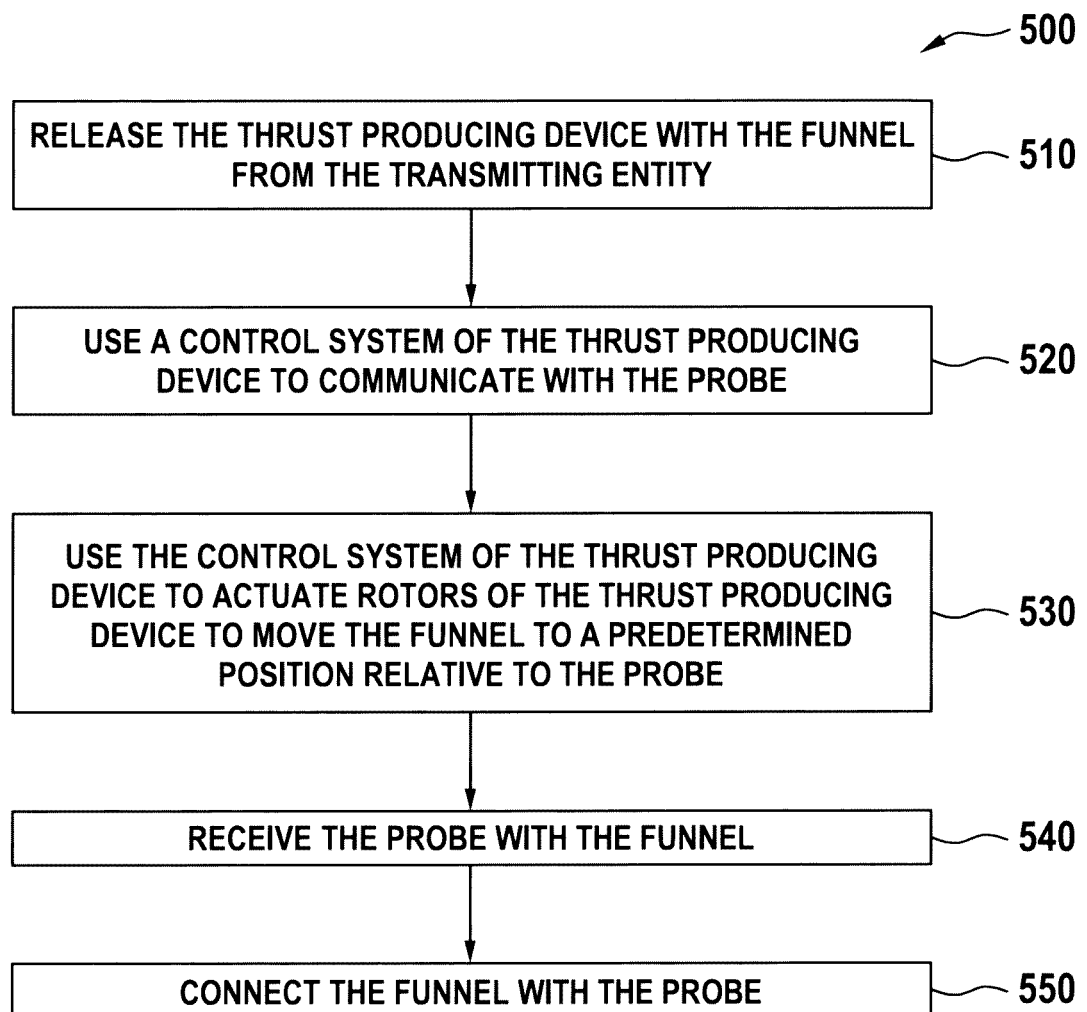 500
RELEASE THE THRUST PRODUCING DEVICE WITH THE FUNNEL
FROM THE TRANSMITTING ENTITY
510
USE A CONTROL SYSTEM OF THE THRUST PRODUCING
DEVICE TO COMMUNICATE WITH THE PROBE
520
USE THE CONTROL SYSTEM OF THE THRUST PRODUCING
DEVICE TO ACTUATE ROTORS OF THE THRUST PRODUCING
DEVICE TO MOVE THE FUNNEL TO A PREDETERMINED
POSITION RELATIVE TO THE PROBE
530
RECEIVE THE PROBE WITH THE FUNNEL
540
CONNECT THE FUNNEL WITH THE PROBE
550